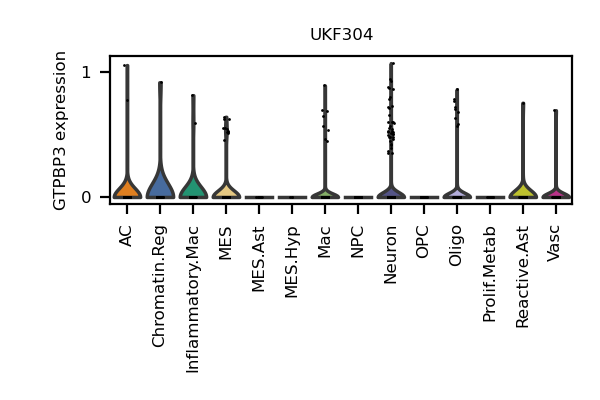 UKF304
GTPBP3 expression
1
0
AC
Chromatin.Reg
Inflammatory.Mac
MES
MES.Ast
MES.Hyp
Mac
NPC
Neuron
OPC
Oligo
Prolif.Metab
Reactive.Ast
Vasc